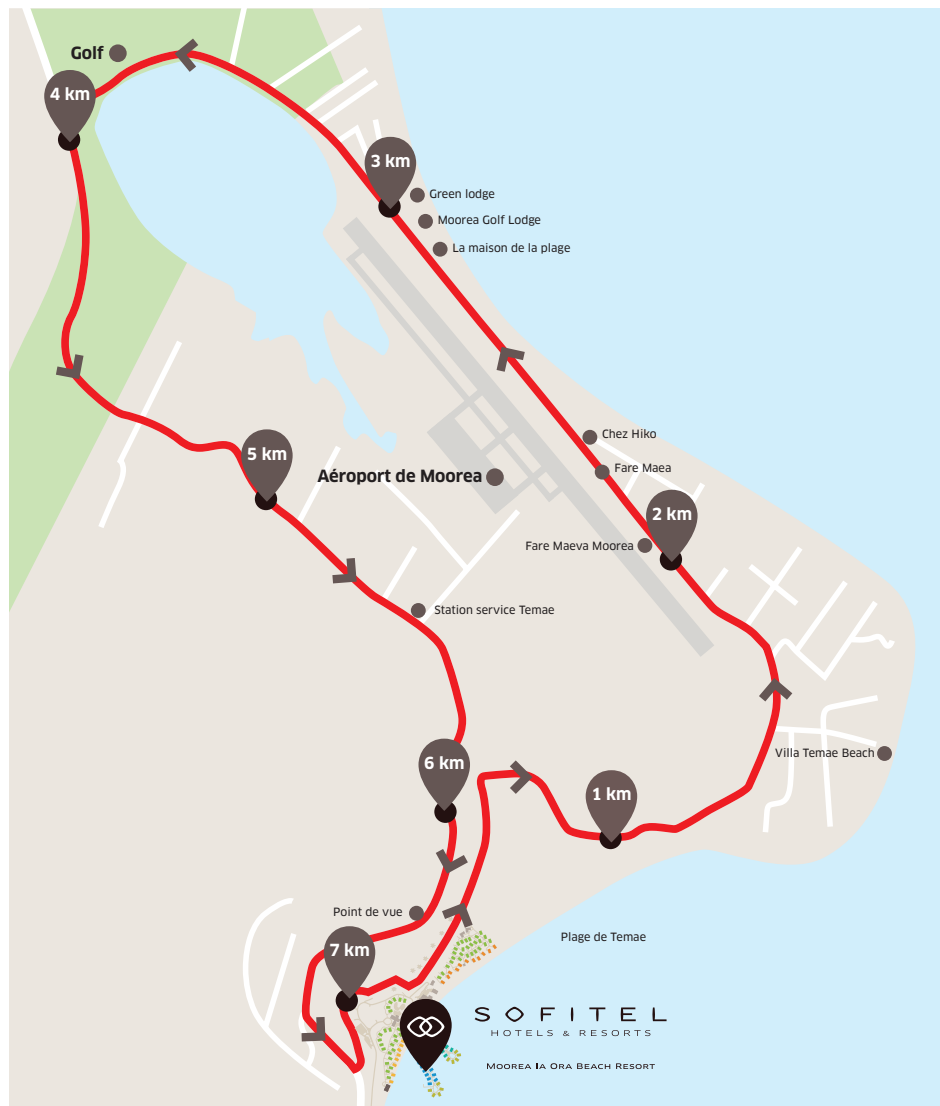 Golf
4 km
3 km
Green lodge
Moorea Golf Lodge
La maison de la plage
Chez Hiko
5 km
Fare Maea
Aéroport de Moorea
2 km
Fare Maeva Moorea
Station service Temae
Villa Temae Beach
6 km
1 km
Point de vue
Plage de Temae
7 km
SOFITEL
HOTELS & RESORTS
MOOREA IA ORA BEACH RESORT